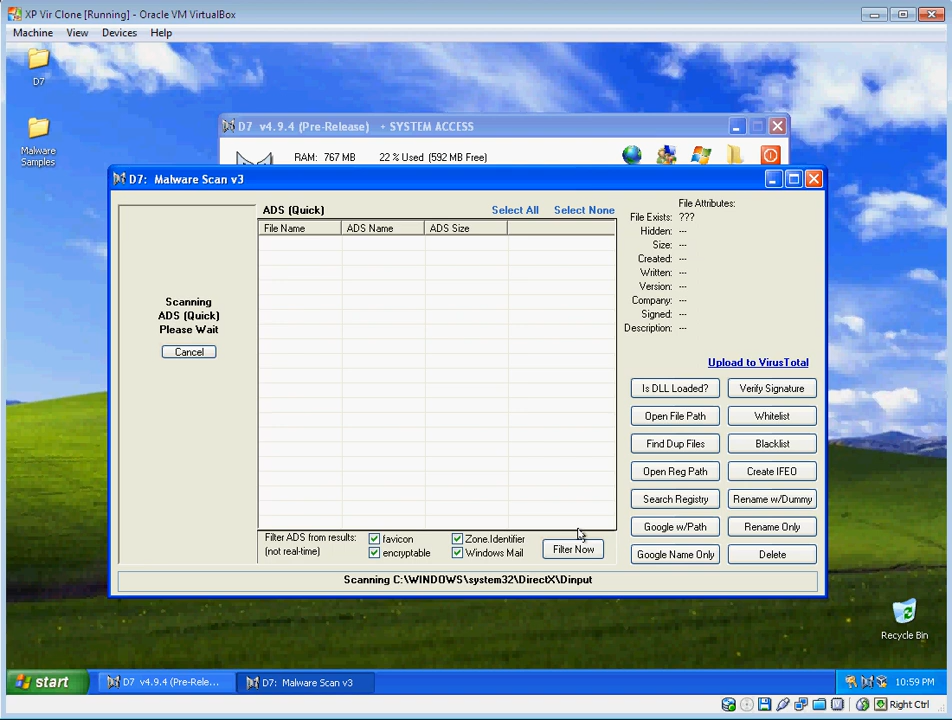 XP Vir Clone [Running] - Oracle VM VirtualBox
Machine View Devices Help
D7
Malware
Samples
D7 v4.9.4 (Pre-Release) + SYSTEM ACCESS
RAM: 767 MB 22 % Used (592 MB Free)
D7: Malware Scan v3
Scanning
ADS (Quick)
Please Wait
Cancel
ADS (Quick) Select All Select None
File Name ADS Name ADS Size
Filter ADS from results: favicon Zone.Identifier
(not real-time) encryptable Windows Mail
Filter Now
File Attributes:
File Exists: ???
Hidden: ---
Size: ---
Created: ---
Written: ---
Version: ---
Company: ---
Signed: ---
Description: ---
Upload to VirusTotal
Is DLL Loaded? Verify Signature
Open File Path Whitelist
Find Dup Files Blacklist
Open Reg Path Create IFEO
Search Registry Rename w/Dummy
Google w/Path Rename Only
Google Name Only Delete
Scanning C:\WINDOWS\system32\DirectX\Dinput
Recycle Bin
start D7 v4.9.4 (Pre-Rele... D7: Malware Scan v3 10:59 PM
Right Ctrl